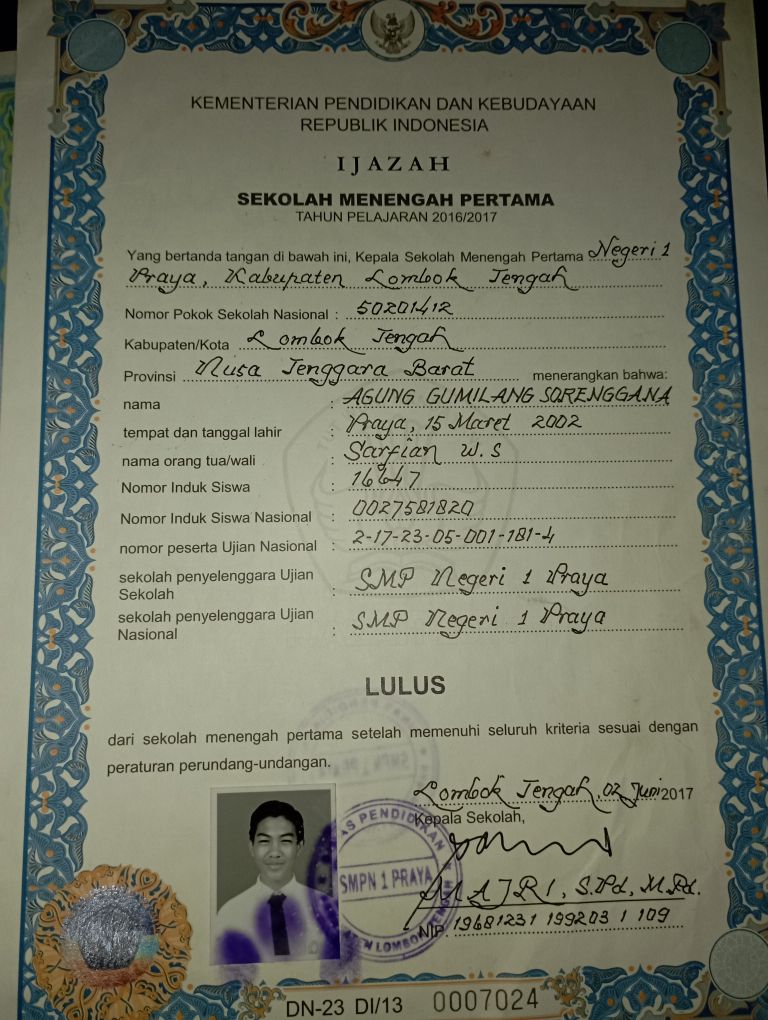 KEMENTERIAN PENDIDIKAN DAN KEBUDAYAAN
REPUBLIK INDONESIA
IJAZAH
SEKOLAH MENENGAH PERTAMA
TAHUN PELAJARAN 2016/2017
Yang bertanda tangan di bawah ini, Kepala Sekolah Menengah Pertama Negeri 1
Praya, Kabupaten Lombok Tengah
Nomor Pokok Sekolah Nasional : 50201412
Kabupaten/Kota Lombok Tengah
Provinsi Nusa Tenggara Barat menerangkan bahwa:
nama : AGUNG GUMILANG SORENGGANA
tempat dan tanggal lahir : Praya, 15 Maret 2002
nama orang tua/wali : Sarfian W.S
Nomor Induk Siswa : 16647
Nomor Induk Siswa Nasional : 0027581820
nomor peserta Ujian Nasional : 2-17-23-05-001-181-4
sekolah penyelenggara Ujian
Sekolah : SMP Negeri 1 Praya
sekolah penyelenggara Ujian
Nasional : SMP Negeri 1 Praya
LULUS
dari sekolah menengah pertama setelah memenuhi seluruh kriteria sesuai dengan
peraturan perundang-undangan.
Lombok Tengah, 02 Juni 2017
Kepala Sekolah,
PENDIDIKAN
SMPN 1 PRAYA
, S.Pd, M.Pd.
NIP. 19681231 199203 1 109
DN-23 DI/13 0007024